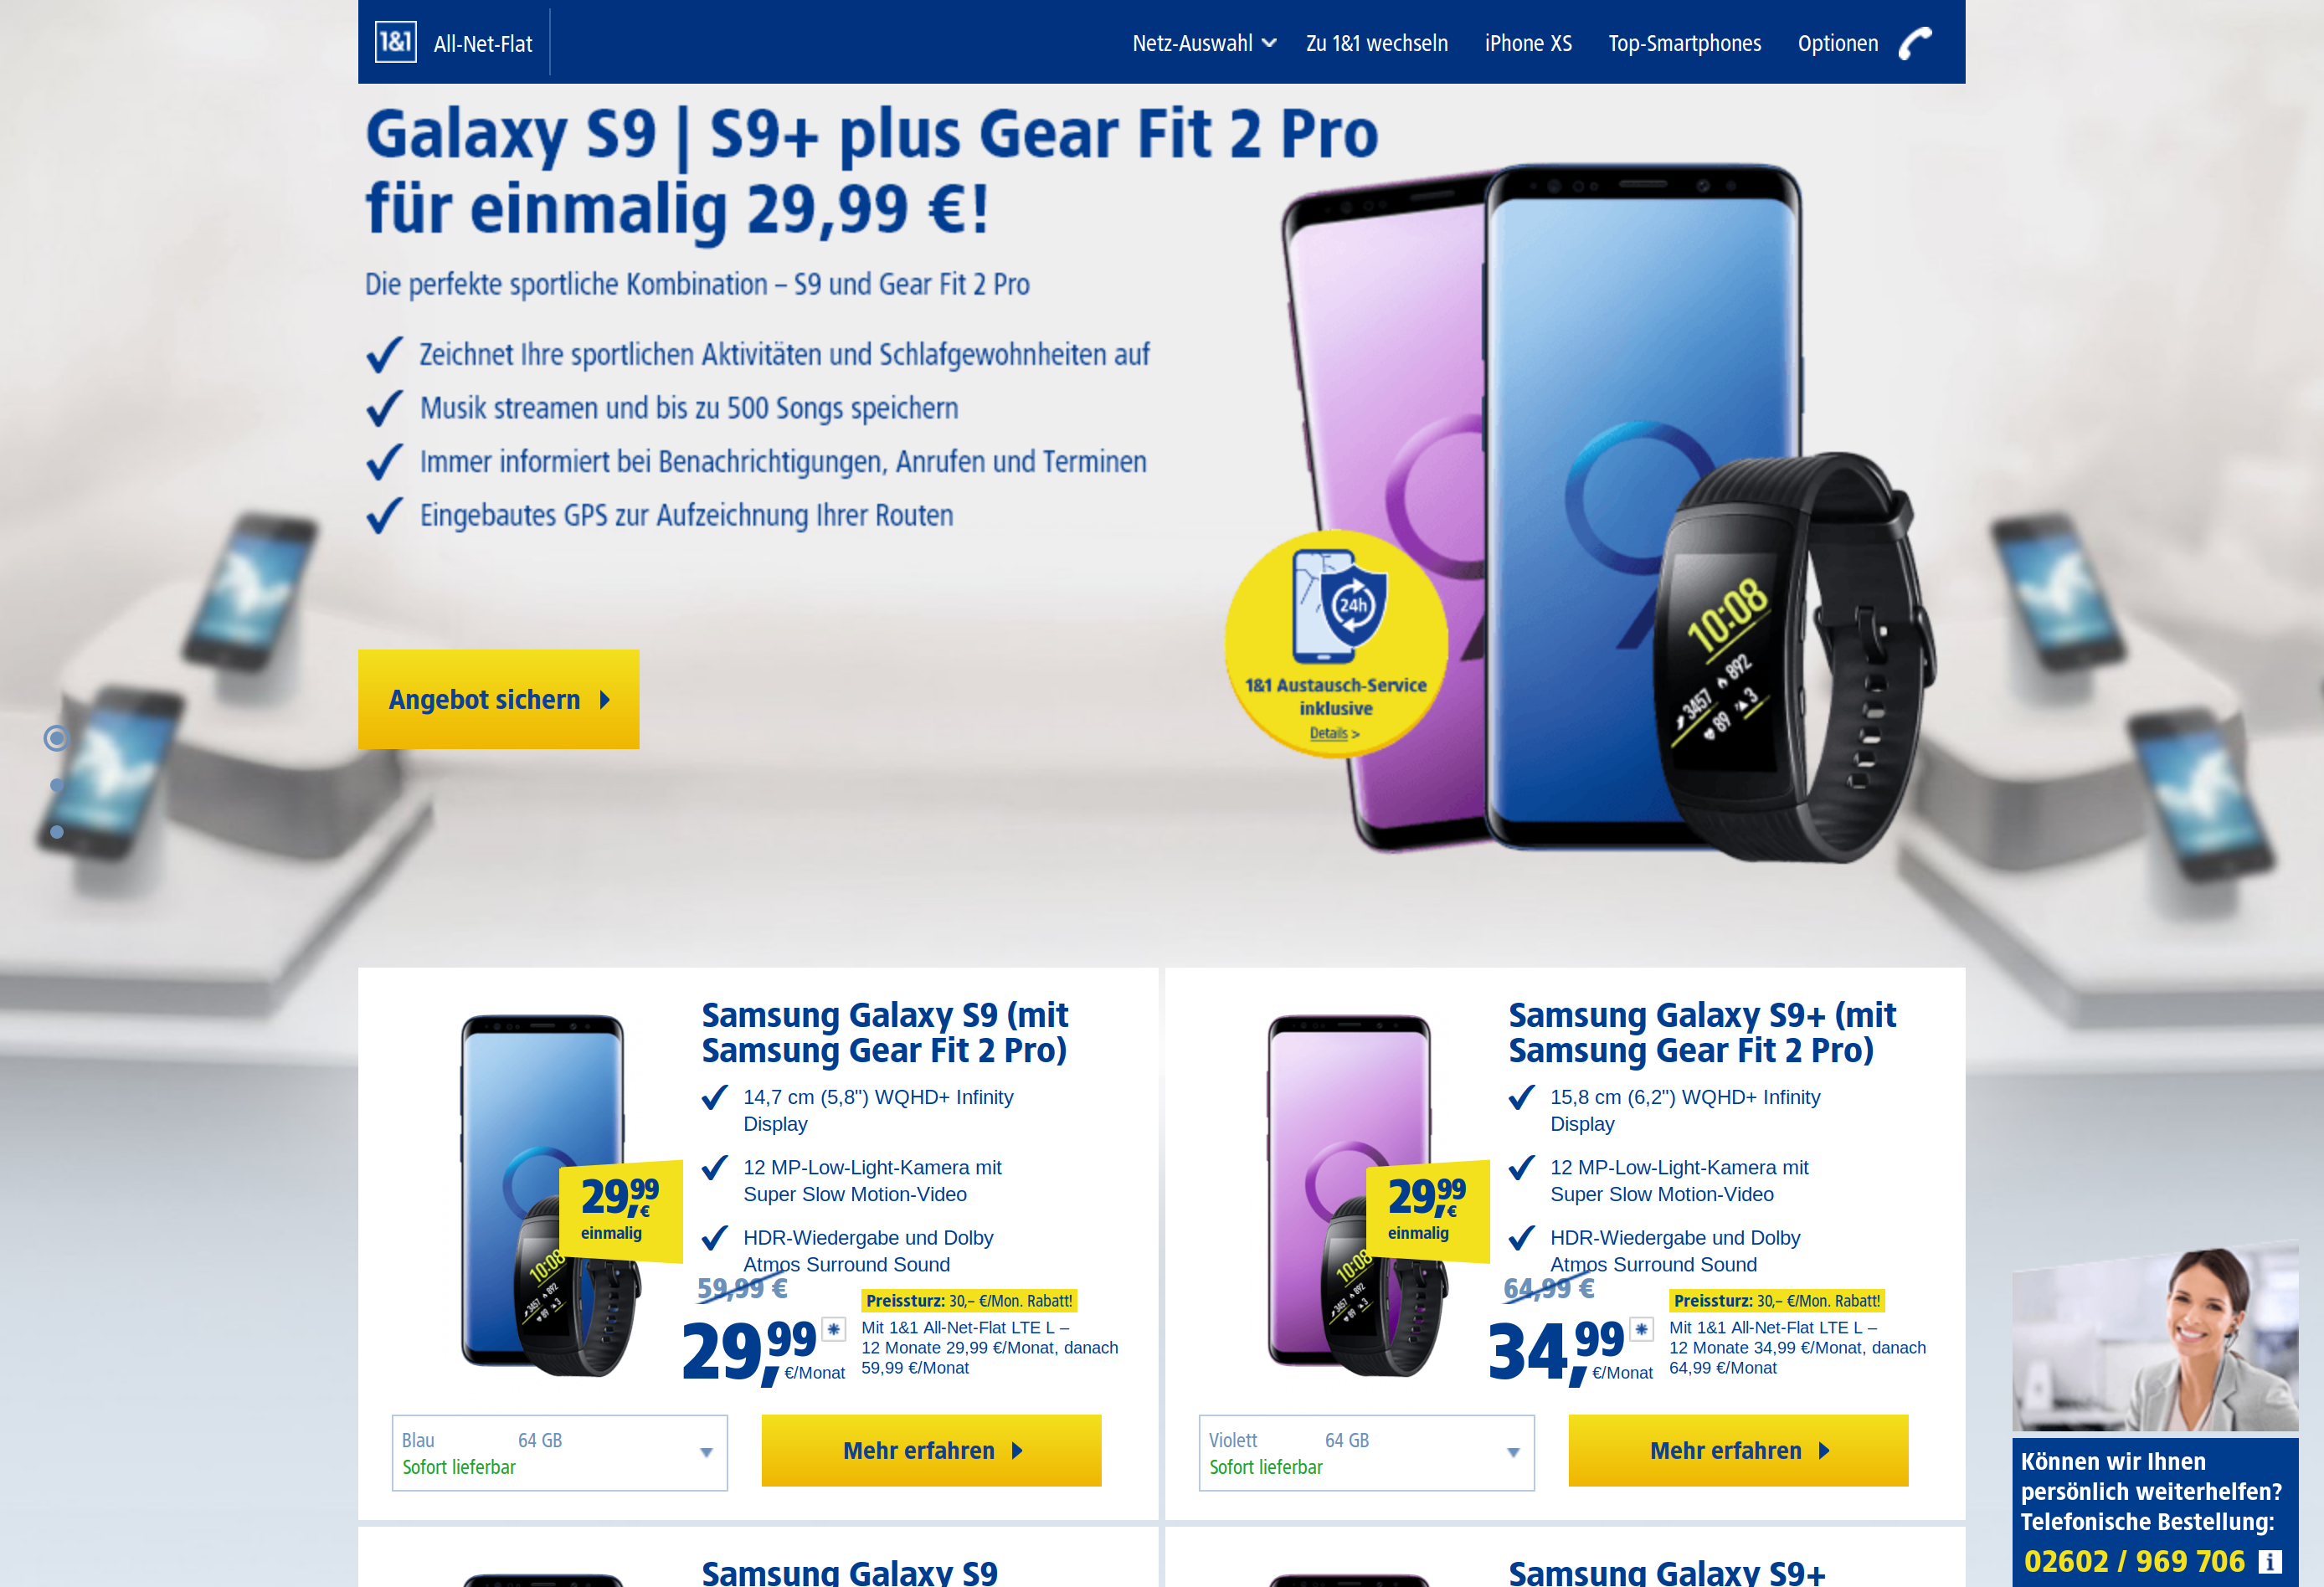 1&1 All-Net-Flat
Netz-Auswahl Zu 1&1 wechseln iPhone XS Top-Smartphones Optionen
Galaxy S9 | S9+ plus Gear Fit 2 Pro
für einmalig 29,99 €!
Die perfekte sportliche Kombination – S9 und Gear Fit 2 Pro
Zeichnet Ihre sportlichen Aktivitäten und Schlafgewohnheiten auf
Musik streamen und bis zu 500 Songs speichern
Immer informiert bei Benachrichtigungen, Anrufen und Terminen
Eingebautes GPS zur Aufzeichnung Ihrer Routen
Angebot sichern
24h
1&1 Austausch-Service
inklusive
Details >
10:08
892
3457
3
89
Samsung Galaxy S9 (mit
Samsung Gear Fit 2 Pro)
14,7 cm (5,8") WQHD+ Infinity
Display
12 MP-Low-Light-Kamera mit
Super Slow Motion-Video
HDR-Wiedergabe und Dolby
Atmos Surround Sound
29,99 €
einmalig
10:08
892
3457
3
89
59,99 €
29,99 *
€/Monat
Preissturz: 30,– €/Mon. Rabatt!
Mit 1&1 All-Net-Flat LTE L –
12 Monate 29,99 €/Monat, danach
59,99 €/Monat
Blau 64 GB
Sofort lieferbar
Mehr erfahren
Samsung Galaxy S9+ (mit
Samsung Gear Fit 2 Pro)
15,8 cm (6,2") WQHD+ Infinity
Display
12 MP-Low-Light-Kamera mit
Super Slow Motion-Video
HDR-Wiedergabe und Dolby
Atmos Surround Sound
29,99 €
einmalig
10:08
892
3457
3
89
64,99 €
34,99 *
€/Monat
Preissturz: 30,– €/Mon. Rabatt!
Mit 1&1 All-Net-Flat LTE L –
12 Monate 34,99 €/Monat, danach
64,99 €/Monat
Violett 64 GB
Sofort lieferbar
Mehr erfahren
Samsung Galaxy S9
Samsung Galaxy S9+
Können wir Ihnen
persönlich weiterhelfen?
Telefonische Bestellung:
02602 / 969 706 i